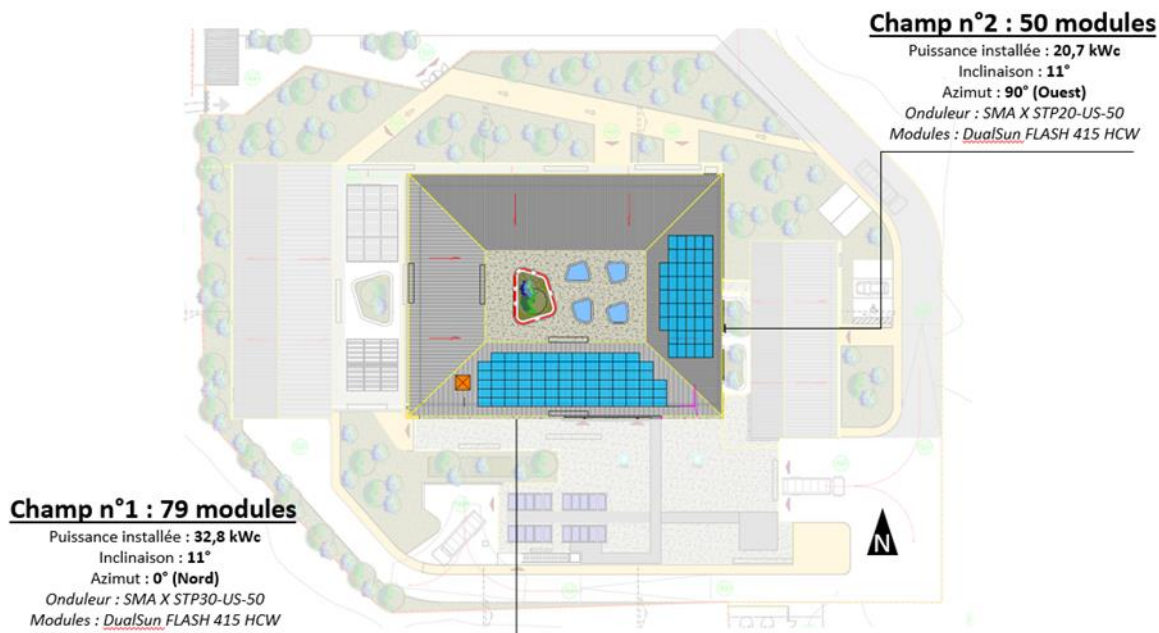 Champ n°2 : 50 modules
Puissance installée : 20,7 kWc
Inclinaison : 11°
Azimut : 90° (Ouest)
Onduleur : SMA X STP20-US-50
Modules : DualSun FLASH 415 HCW
Champ n°1 : 79 modules
Puissance installée : 32,8 kWc
Inclinaison : 11°
Azimut : 0° (Nord)
Onduleur : SMA X STP30-US-50
Modules : DualSun FLASH 415 HCW
N